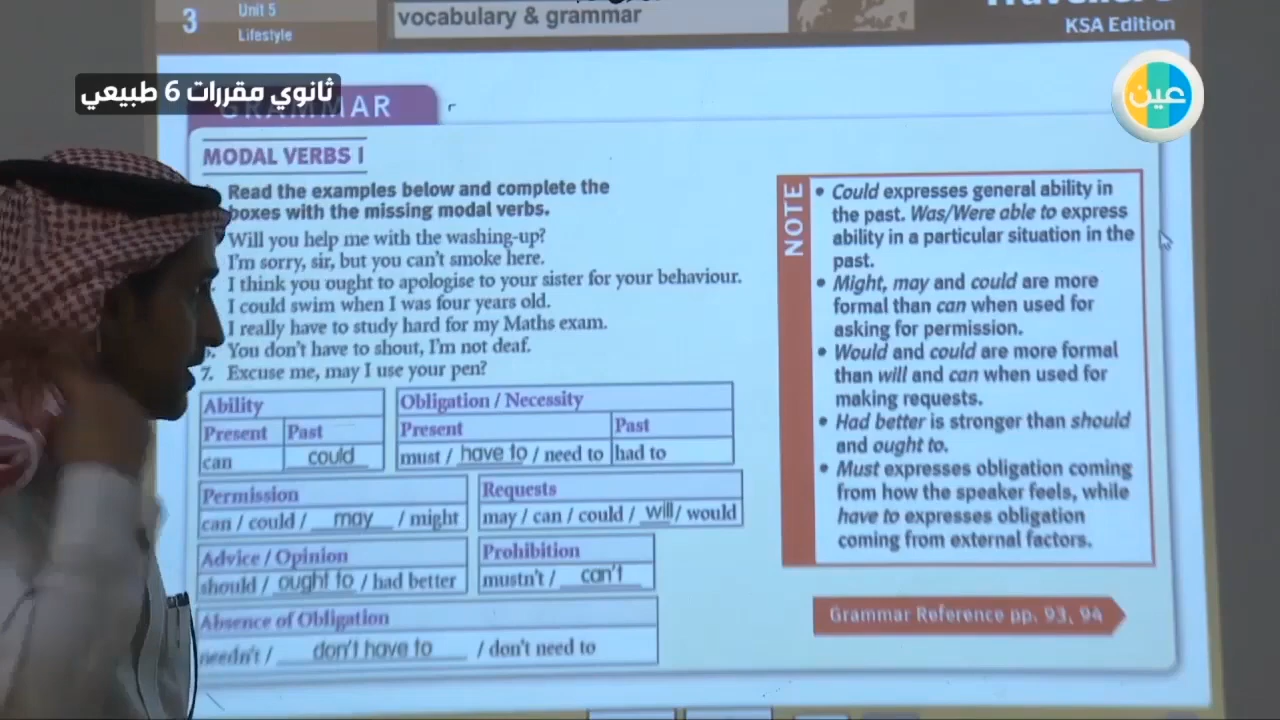 3
Unit 5
Lifestyle
vocabulary & grammar
KSA Edition
ثانوي مقررات 6 طبيعي
عين
GRAMMAR
MODAL VERBS I
Read the examples below and complete the
boxes with the missing modal verbs.
Will you help me with the washing-up?
I'm sorry, sir, but you can't smoke here.
I think you ought to apologise to your sister for your behaviour.
I could swim when I was four years old.
I really have to study hard for my Maths exam.
You don't have to shout, I'm not deaf.
7. Excuse me, may I use your pen?
Ability
Present Past
can could
Obligation / Necessity
Present Past
must / have to / need to had to
Permission
can / could / may / might
Requests
may / can / could / will / would
Advice / Opinion
should / ought to / had better
Prohibition
mustn't / can't
Absence of Obligation
needn't / don't have to / don't need to
NOTE
• Could expresses general ability in
the past. Was/Were able to express
ability in a particular situation in the
past.
• Might, may and could are more
formal than can when used for
asking for permission.
• Would and could are more formal
than will and can when used for
making requests.
• Had better is stronger than should
and ought to.
• Must expresses obligation coming
from how the speaker feels, while
have to expresses obligation
coming from external factors.
Grammar Reference pp. 93, 94